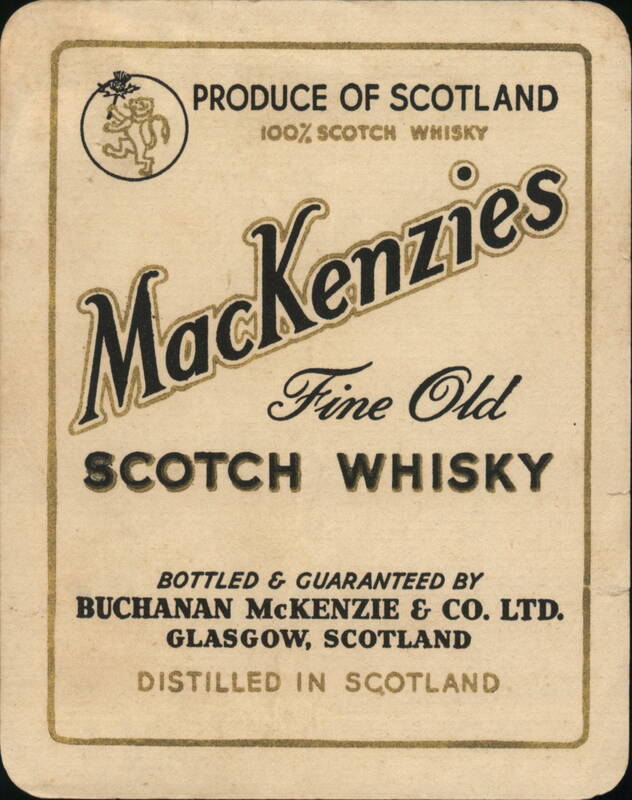 PRODUCE OF SCOTLAND
100% SCOTCH WHISKY
MacKenzies
Fine Old
SCOTCH WHISKY
BOTTLED & GUARANTEED BY
BUCHANAN McKENZIE & CO. LTD.
GLASGOW, SCOTLAND
DISTILLED IN SCOTLAND